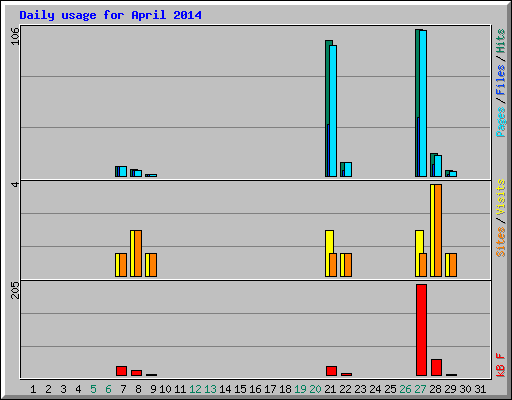 Daily usage for April 2014
106
Pages / Files / Hits
4
Sites / Visits
205
kB F
1 2 3 4 5 6 7 8 9 10 11 12 13 14 15 16 17 18 19 20 21 22 23 24 25 26 27 28 29 30 31